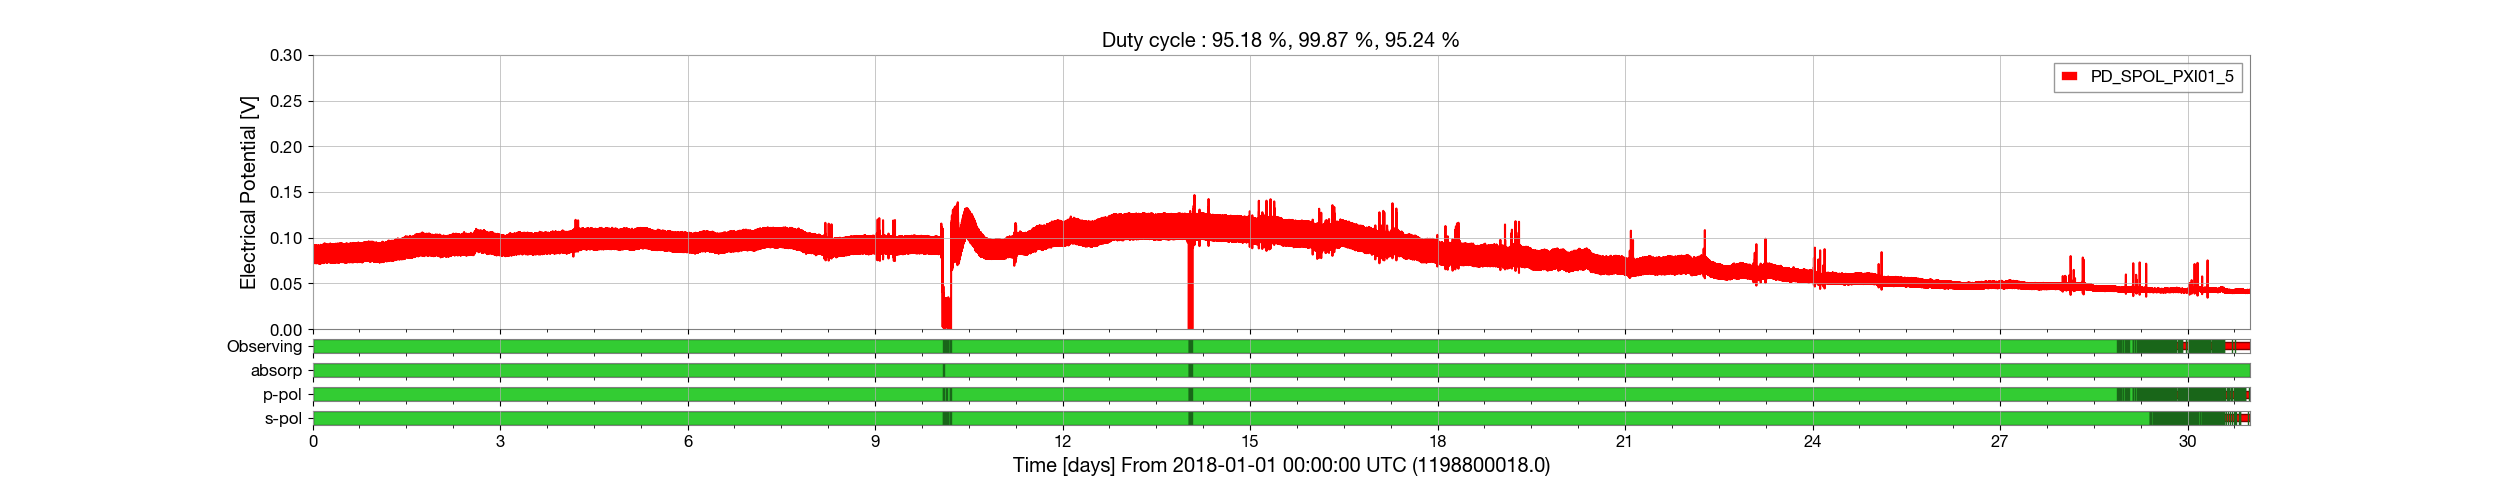 Duty cycle : 95.18 %, 99.87 %, 95.24 %
0.30
0.25
0.20
0.15
0.10
0.05
0.00
Electrical Potential [V]
PD_SPOL_PXI01_5
Observing
absorp
p-pol
s-pol
0 3 6 9 12 15 18 21 24 27 30
Time [days] From 2018-01-01 00:00:00 UTC (1198800018.0)